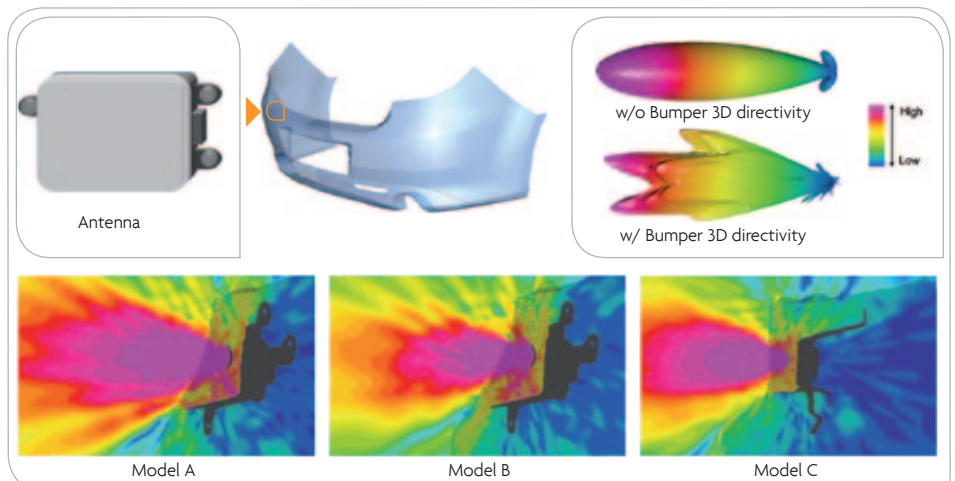 Antenna
w/o Bumper 3D directivity
High
Low
w/ Bumper 3D directivity
Model A
Model B
Model C